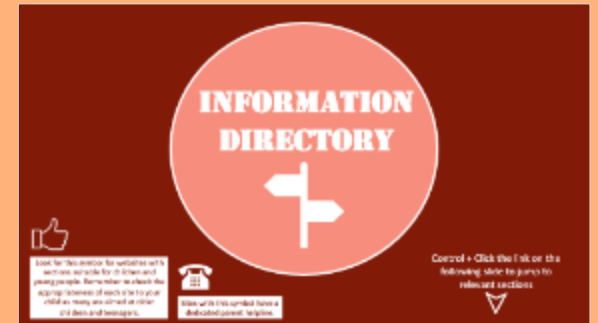 INFORMATION
DIRECTORY
Look for this symbol for websites with
sections suitable for children and
young people. Remember to check the
appropriateness of each site to your
child as many are aimed at older
children and teenagers.
Sites with this symbol have a
dedicated parent helpline.
Control + Click the link on the
following slide to jump to
relevant sections